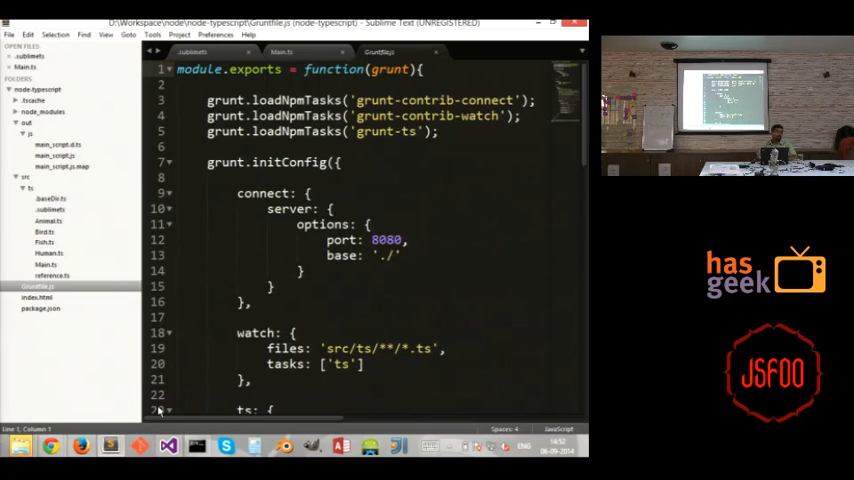 D:\Workspace\node\node-typescript\Gruntfile.js (node-typescript) - Sublime Text (UNREGISTERED)
File Edit Selection Find View Goto Tools Project Preferences Help
OPEN FILES
.sublimets
Main.ts
FOLDERS
node-typescript
.tscache
node_modules
out
js
main_script.d.ts
main_script.js
main_script.js.map
src
ts
.baseDir.ts
.sublimets
Animal.ts
Bird.ts
Fish.ts
Human.ts
Main.ts
reference.ts
Gruntfile.js
index.html
package.json
.sublimets Main.ts Gruntfile.js
1 module.exports = function(grunt){
2
3 grunt.loadNpmTasks('grunt-contrib-connect');
4 grunt.loadNpmTasks('grunt-contrib-watch');
5 grunt.loadNpmTasks('grunt-ts');
6
7 grunt.initConfig({
8
9 connect: {
10 server: {
11 options: {
12 port: 8080,
13 base: './'
14 }
15 }
16 },
17
18 watch: {
19 files: 'src/ts/**/*.ts',
20 tasks: ['ts']
21 },
22
23 ts: {
Line 1, Column 1
Spaces: 4 JavaScript
ENG
14:52
06-09-2014
has
geek
JSFOO